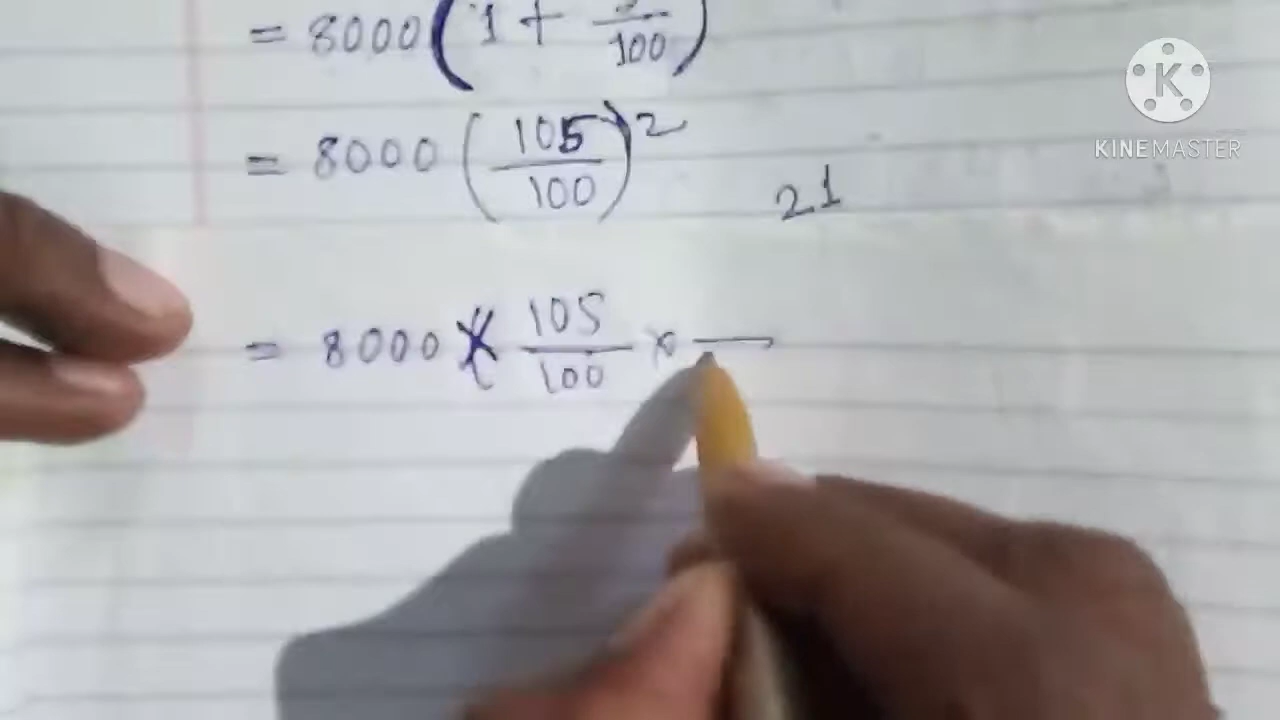 = 8000 (1 + 5/100)
= 8000 (105/100)²
21
= 8000 × 105/100 ×
K
KINEMASTER